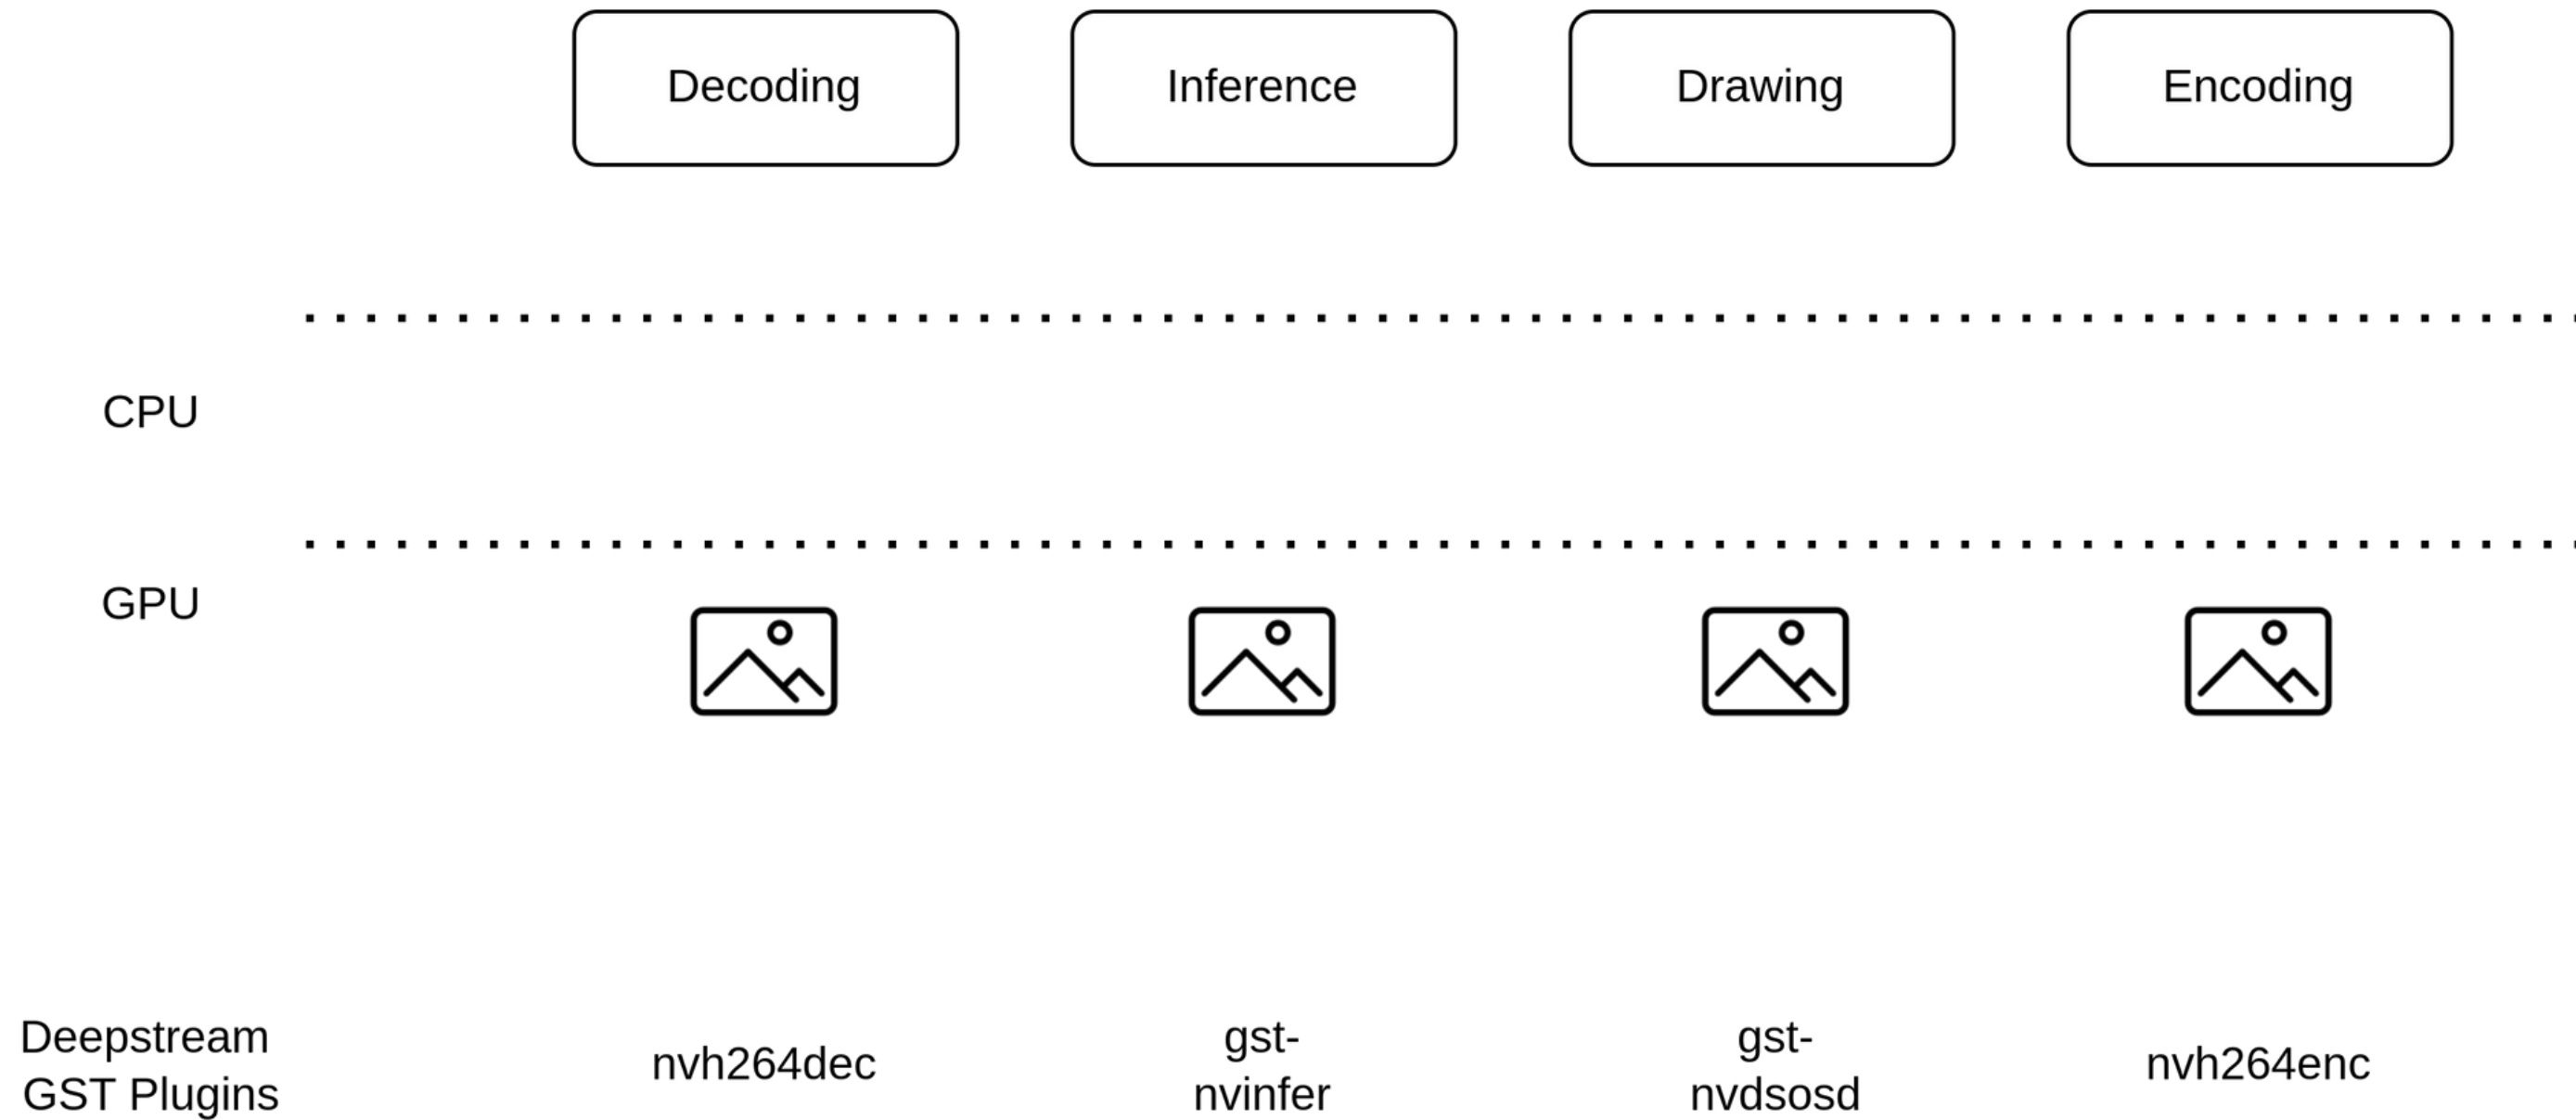 Decoding
Inference
Drawing
Encoding
CPU
GPU
Deepstream
GST Plugins
nvh264dec
gst-
nvinfer
gst-
nvdsosd
nvh264enc